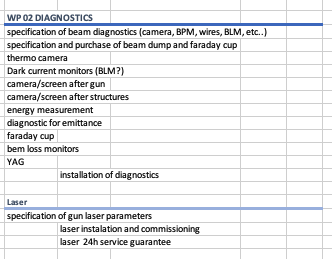 WP 02 DIAGNOSTICS
specification of beam diagnostics (camera, BPM, wires, BLM, etc..)
specification and purchase of beam dump and faraday cup
thermo camera
Dark current monitors (BLM?)
camera/screen after gun
camera/screen after structures
energy measurement
diagnostic for emittance
faraday cup
bem loss monitors
YAG
installation of diagnostics
Laser
specification of gun laser parameters
laser instalation and commissioning
laser 24h service guarantee